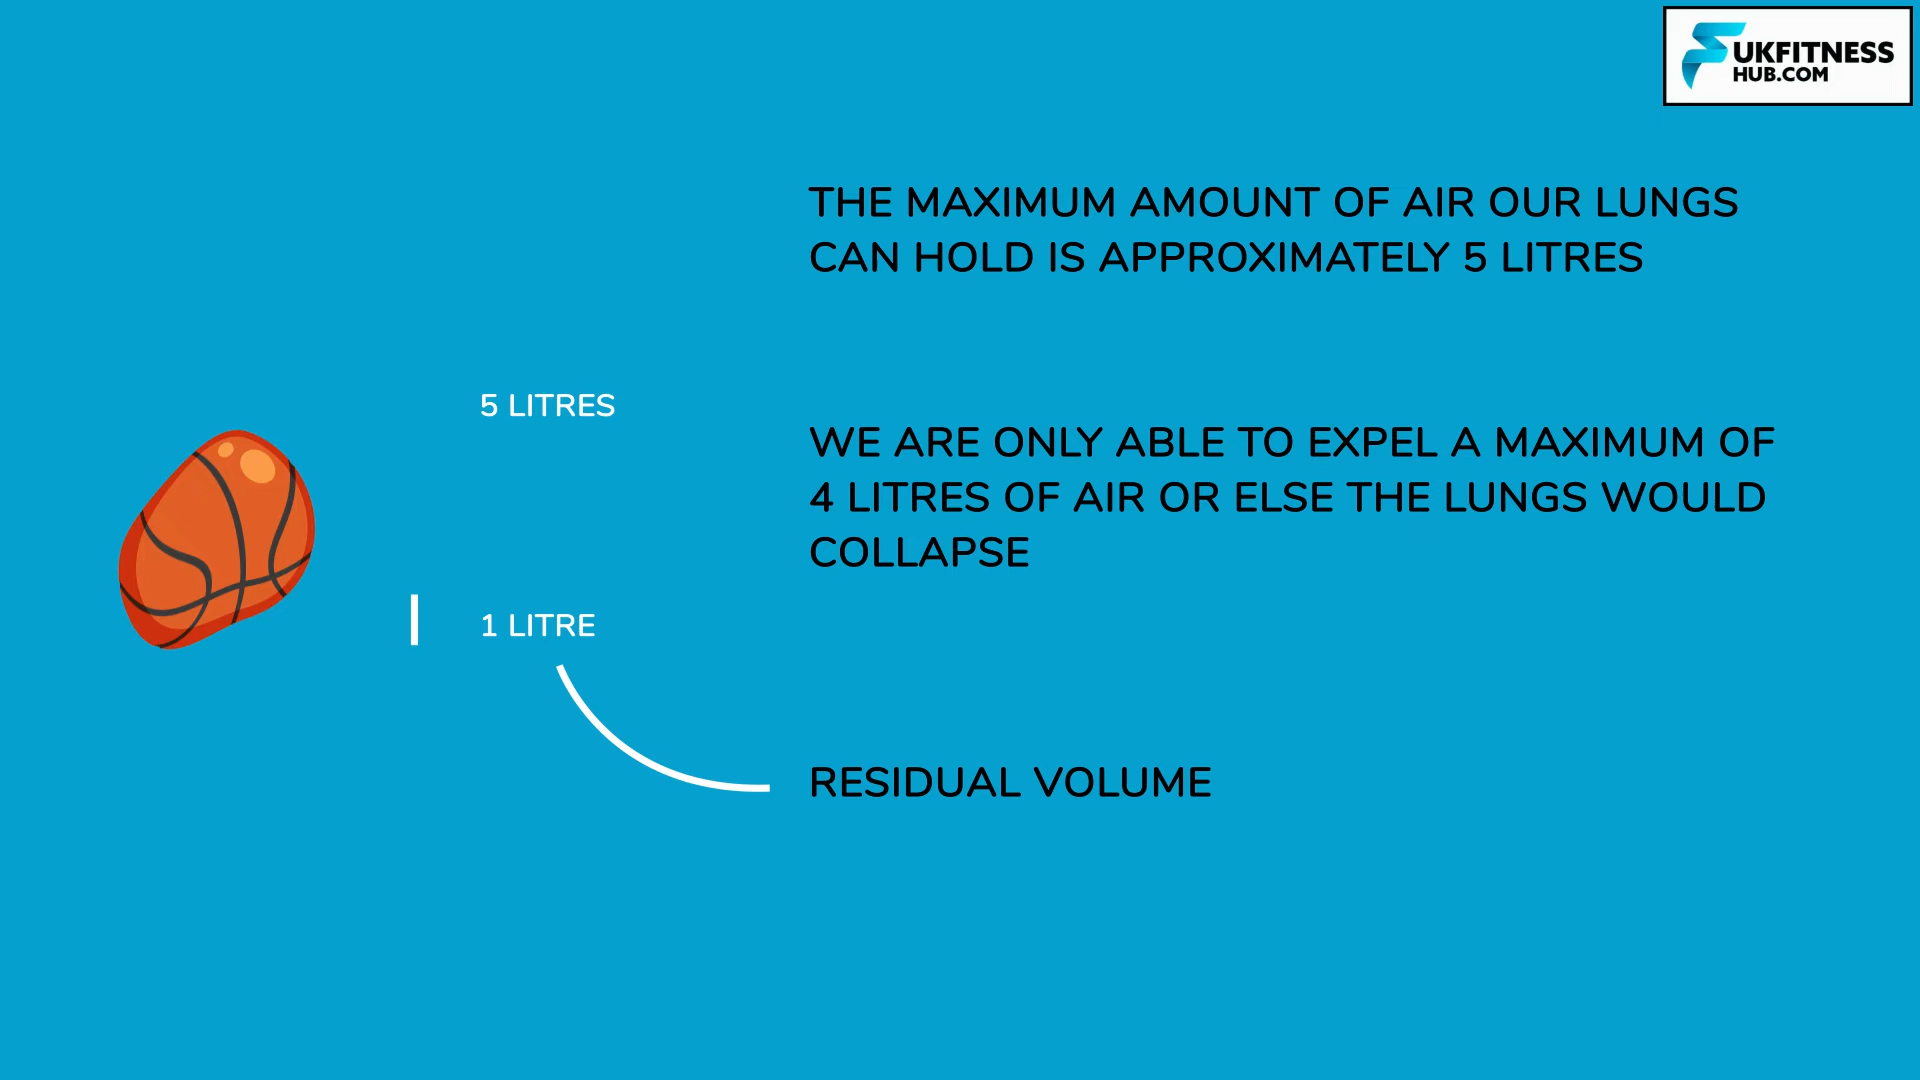 UKFITNESS
HUB.COM
THE MAXIMUM AMOUNT OF AIR OUR LUNGS
CAN HOLD IS APPROXIMATELY 5 LITRES
5 LITRES
WE ARE ONLY ABLE TO EXPEL A MAXIMUM OF
4 LITRES OF AIR OR ELSE THE LUNGS WOULD
COLLAPSE
1 LITRE
RESIDUAL VOLUME